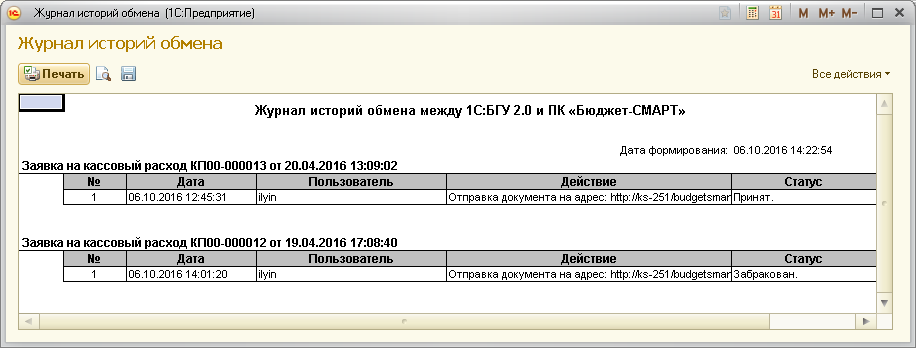 Журнал историй обмена (1С:Предприятие)
M M+ M-
Журнал историй обмена
Печать
Все действия
Журнал историй обмена между 1С:БГУ 2.0 и ПК «Бюджет-СМАРТ»
Дата формирования: 06.10.2016 14:22:54
Заявка на кассовый расход КП00-000013 от 20.04.2016 13:09:02
№ Дата Пользователь Действие Статус
1 06.10.2016 12:45:31 ilyin Отправка документа на адрес: http://ks-251/budgetsmar Принят.
Заявка на кассовый расход КП00-000012 от 19.04.2016 17:08:40
№ Дата Пользователь Действие Статус
1 06.10.2016 14:01:20 ilyin Отправка документа на адрес: http://ks-251/budgetsmar Забракован.